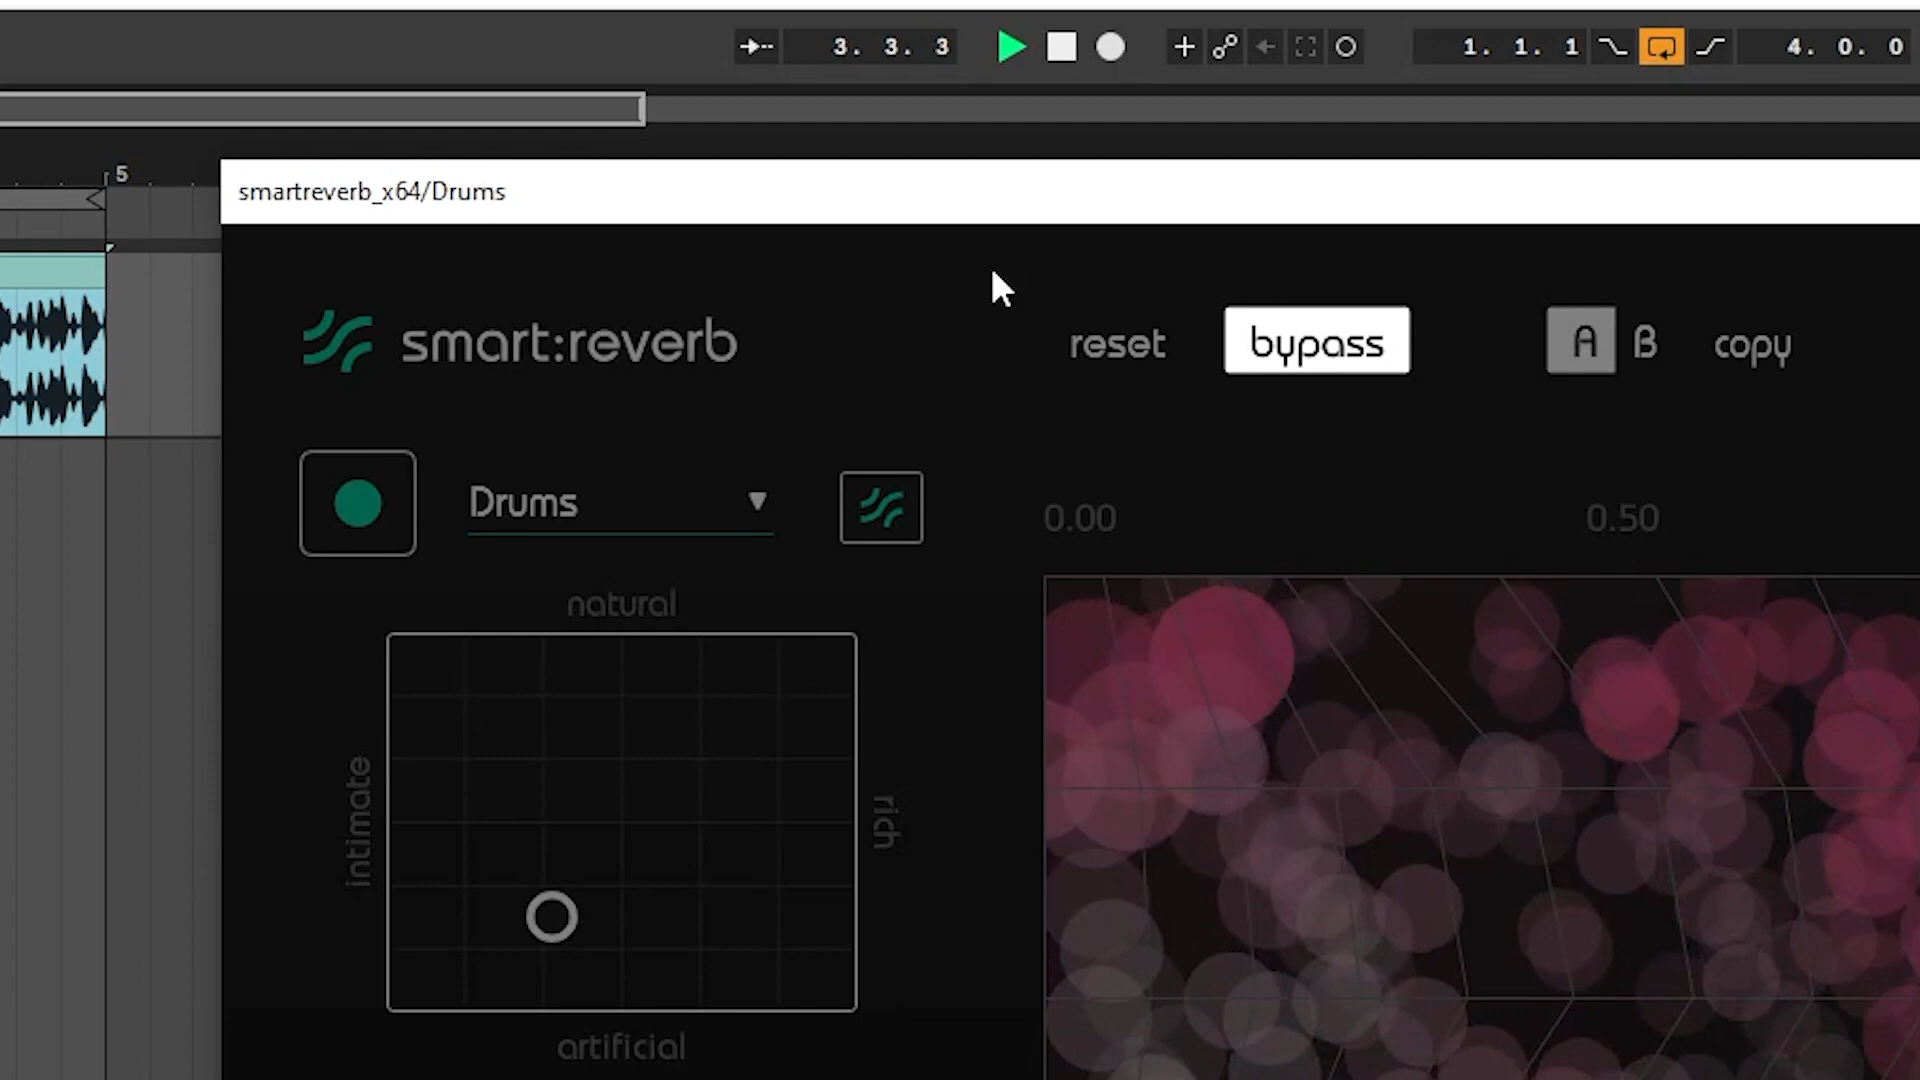 3. 3. 3
1. 1. 1
4. 0. 0
5
smartreverb_x64/Drums
smart:reverb
reset
bypass
A
B
copy
Drums
0.00
0.50
natural
intimate
rich
artificial